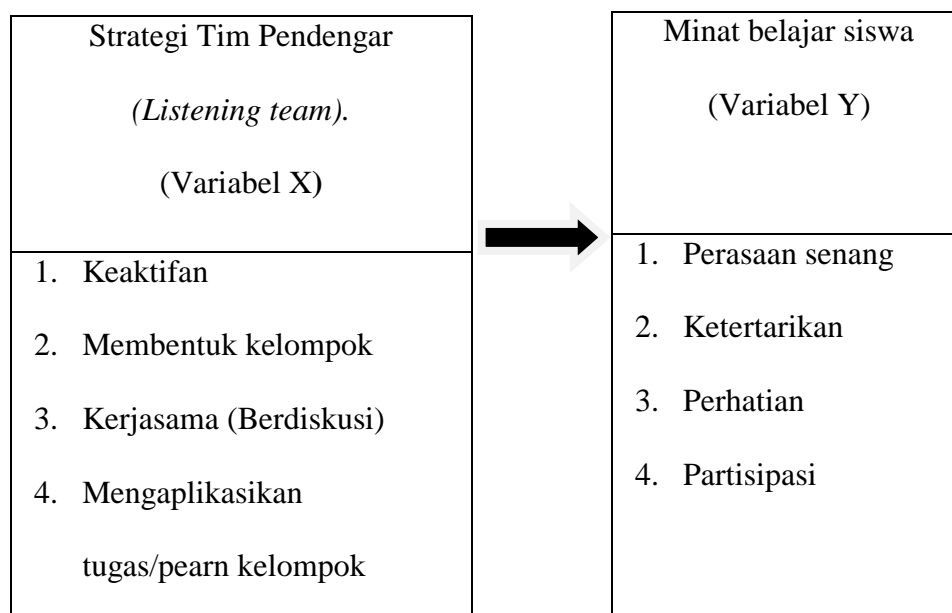 Strategi Tim Pendengar
(Listening team).
(Variabel X)
1. Keaktifan
2. Membentuk kelompok
3. Kerjasama (Berdiskusi)
4. Mengaplikasikan
tugas/pearn kelompok
Minat belajar siswa
(Variabel Y)
1. Perasaan senang
2. Ketertarikan
3. Perhatian
4. Partisipasi